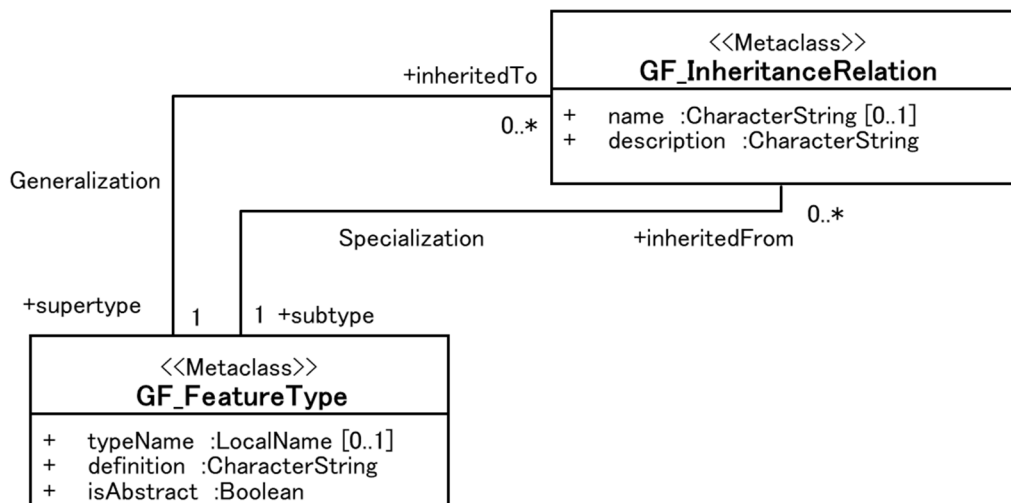 <<Metaclass>>
GF_InheritanceRelation
+ name :CharacterString [0..1]
+ description :CharacterString
+inheritedTo
0..*
Generalization
0..*
Specialization
+inheritedFrom
+supertype
1
1
+subtype
<<Metaclass>>
GF_FeatureType
+ typeName :LocalName [0..1]
+ definition :CharacterString
+ isAbstract :Boolean